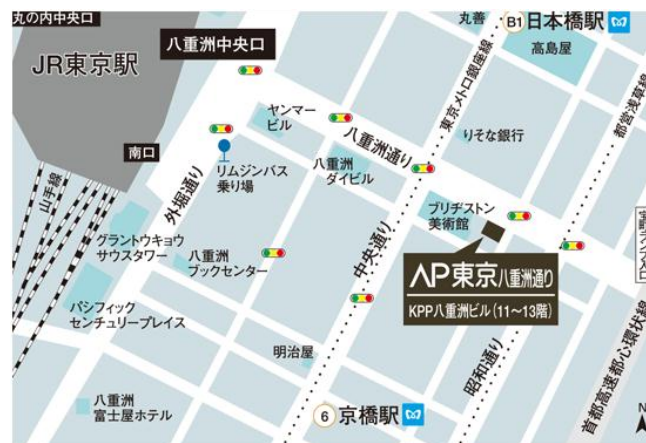 丸の内中央口
JR東京駅
八重洲中央口
丸善
B1
日本橋駅
高島屋
ヤンマー
ビル
南口
リムジンバス
乗り場
八重洲通り
八重洲
ダイビル
東京メトロ銀座線
りそな銀行
都営浅草線
山手線
外堀通り
グラントウキョウ
サウスタワー
八重洲
ブックセンター
中央通り
ブリヂストン
美術館
AP東京八重洲通り
KPP八重洲ビル(11〜13階)
パシフィック
センチュリープレイス
明治屋
昭和通り
首都高速都心環状線
八重洲
富士屋ホテル
6
京橋駅
N